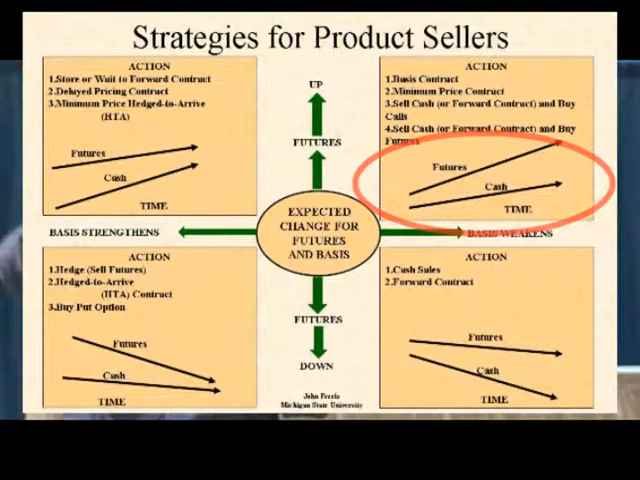 Strategies for Product Sellers
ACTION
1.Store or Wait to Forward Contract
2.Delayed Pricing Contract
3.Minimum Price Hedged-to-Arrive
(HTA)
Futures
Cash
TIME
UP
FUTURES
ACTION
1.Basis Contract
2.Minimum Price Contract
3.Sell Cash (or Forward Contract) and Buy
Calls
4.Sell Cash (or Forward Contract) and Buy
Futures
Futures
Cash
TIME
BASIS STRENGTHENS
EXPECTED
CHANGE FOR
FUTURES
AND BASIS
BASIS WEAKENS
ACTION
1.Hedge (Sell Futures)
2.Hedged-to-Arrive
(HTA) Contract
3.Buy Put Option
Futures
Cash
TIME
FUTURES
DOWN
John Ferris
Michigan State University
ACTION
1.Cash Sales
2.Forward Contract
Futures
Cash
TIME